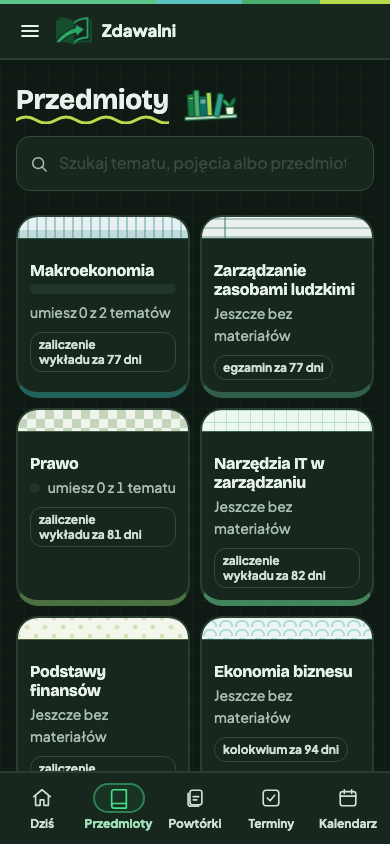 Zdawalni
Przedmioty
Szukaj tematu, pojęcia albo przedmiot
Makroekonomia
umiesz 0 z 2 tematów
zaliczenie
wykładu za 77 dni
Zarządzanie
zasobami ludzkimi
Jeszcze bez
materiałów
egzamin za 77 dni
Prawo
umiesz 0 z 1 tematu
zaliczenie
wykładu za 81 dni
Narzędzia IT w
zarządzaniu
Jeszcze bez
materiałów
zaliczenie
wykładu za 82 dni
Podstawy
finansów
Jeszcze bez
materiałów
zaliczenie
Ekonomia biznesu
Jeszcze bez
materiałów
kolokwium za 94 dni
Dziś
Przedmioty
Powtórki
Terminy
Kalendarz